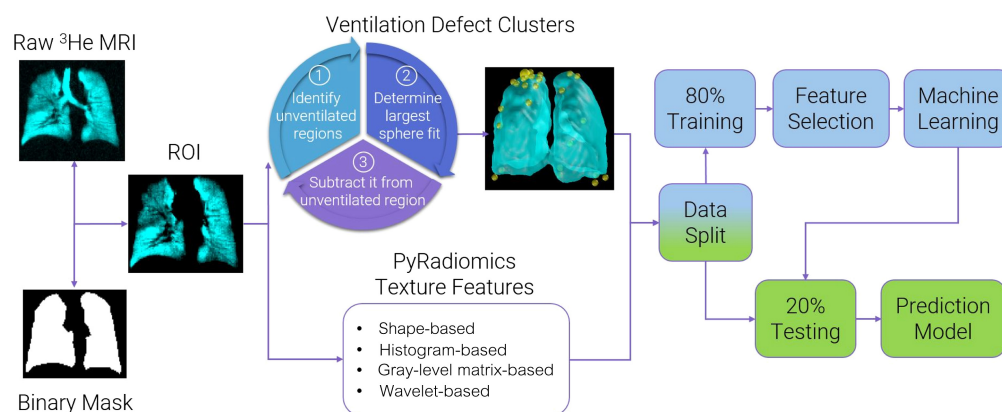 Raw ³He MRI
ROI
Binary Mask
Ventilation Defect Clusters
1
Identify
unventilated
regions
2
Determine
largest
sphere fit
3
Subtract it from
unventilated region
PyRadiomics
Texture Features
• Shape-based
• Histogram-based
• Gray-level matrix-based
• Wavelet-based
Data
Split
80%
Training
Feature
Selection
Machine
Learning
20%
Testing
Prediction
Model